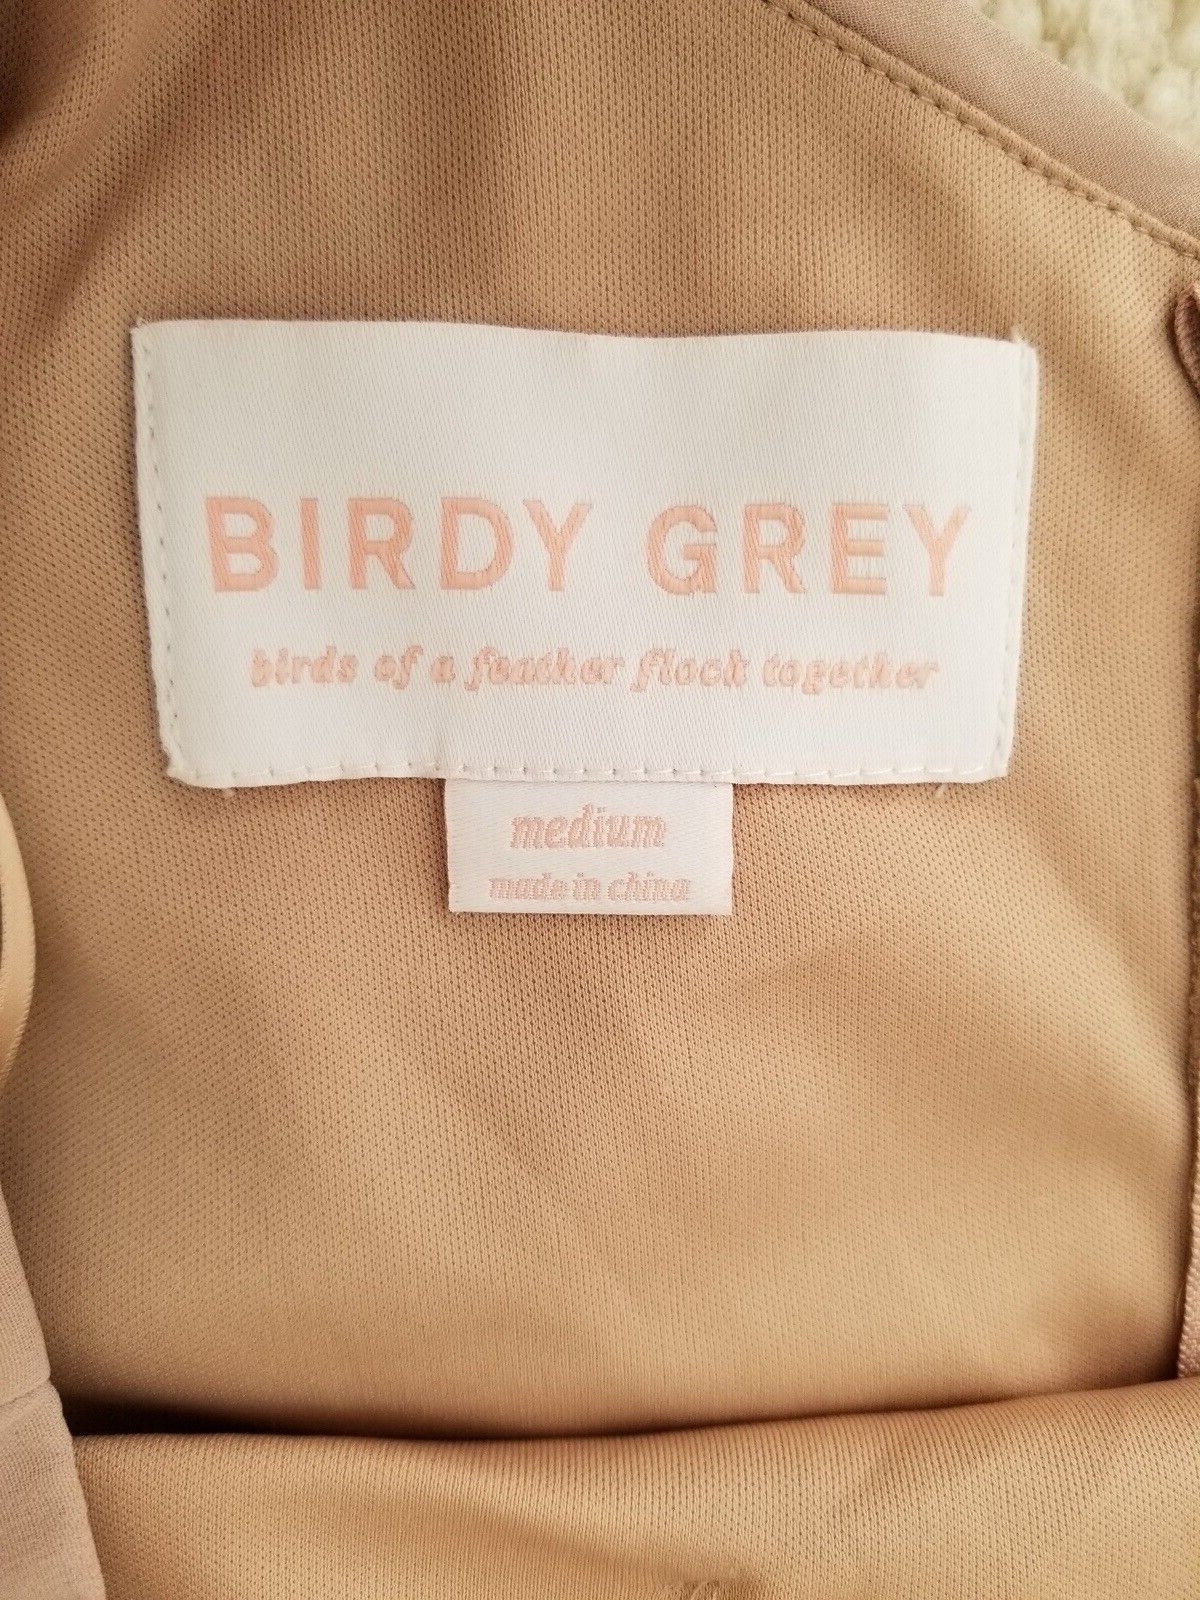 BIRDY GREY
birds of a feather flock together
medium
made in china